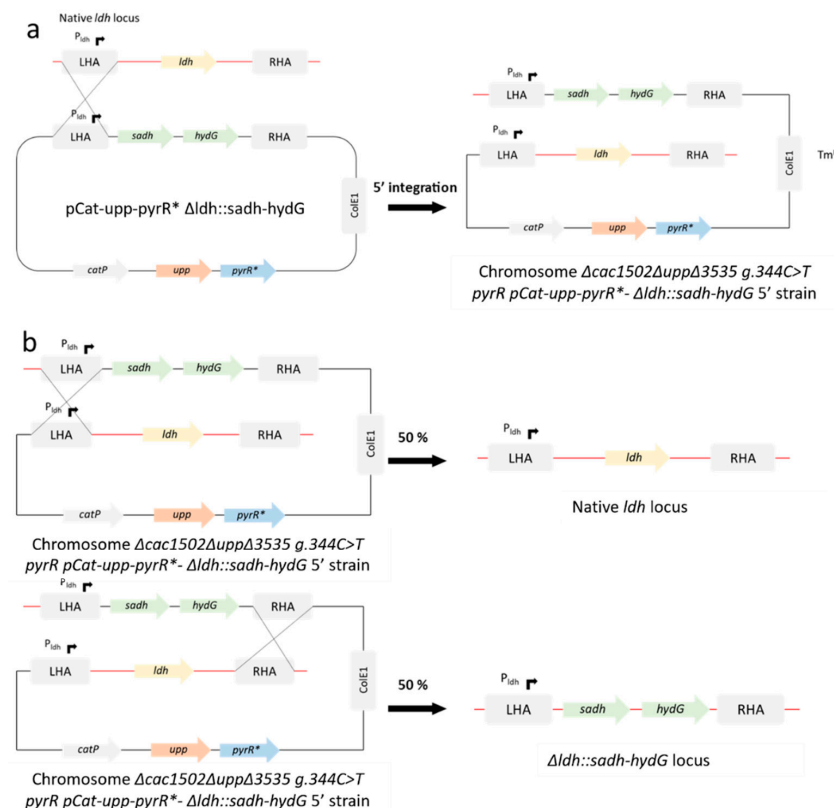 a
Native ldh locus
Pldh
LHA
ldh
RHA
Pldh
LHA
sadh
hydG
RHA
pCat-upp-pyrR* Δldh::sadh-hydG
ColE1
catP
upp
pyrR*
5' integration
Pldh
LHA
sadh
hydG
RHA
Pldh
LHA
ldh
RHA
ColE1
catP
upp
pyrR*
Chromosome Δcac1502ΔuppΔ3535 g.344C>T
pyrR pCat-upp-pyrR*- Δldh::sadh-hydG 5' strain
b
Pldh
LHA
sadh
hydG
RHA
Pldh
LHA
ldh
RHA
ColE1
catP
upp
pyrR*
Chromosome Δcac1502ΔuppΔ3535 g.344C>T
pyrR pCat-upp-pyrR*- Δldh::sadh-hydG 5' strain
50 %
Pldh
LHA
ldh
RHA
Native ldh locus
Pldh
LHA
sadh
hydG
RHA
Pldh
LHA
ldh
RHA
ColE1
catP
upp
pyrR*
Chromosome Δcac1502ΔuppΔ3535 g.344C>T
pyrR pCat-upp-pyrR*- Δldh::sadh-hydG 5' strain
50 %
Pldh
LHA
sadh
hydG
RHA
Δldh::sadh-hydG locus